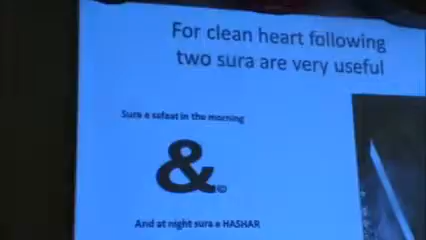 For clean heart following
two sura are very useful
Sura e safaat in the morning
&©
And at night sura e HASHAR